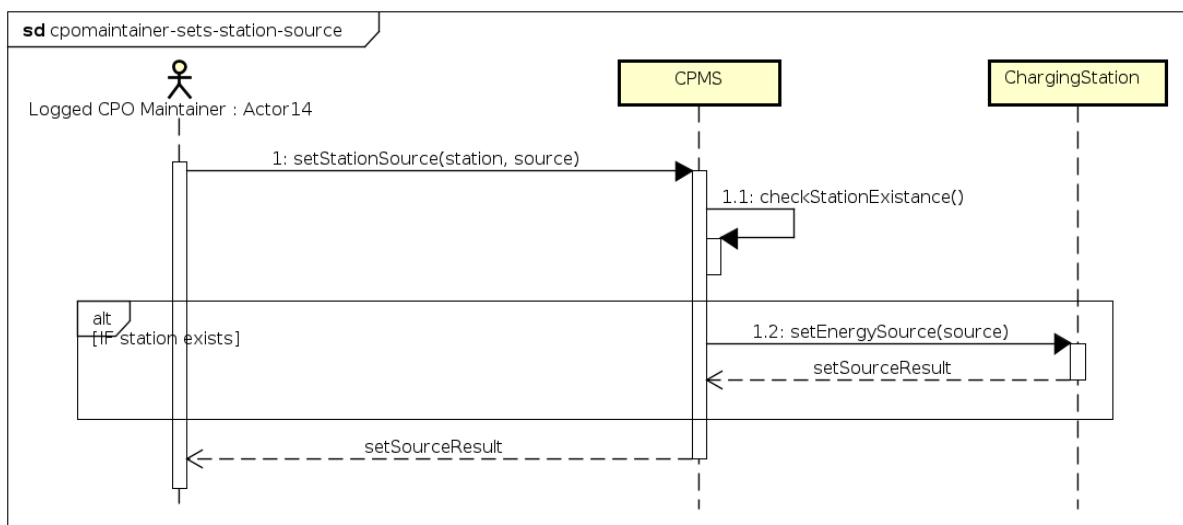 sd cpomaintainer-sets-station-source
CPMS
ChargingStation
Logged CPO Maintainer : Actor14
1: setStationSource(station, source)
1.1: checkStationExistance()
alt
[IF station exists]
1.2: setEnergySource(source)
setSourceResult
setSourceResult